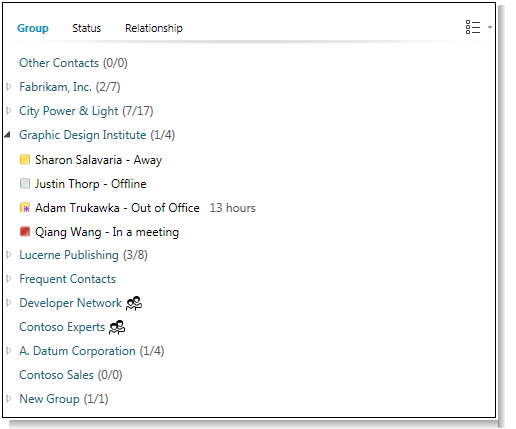 Group Status Relationship
Other Contacts (0/0)
Fabrikam, Inc. (2/7)
City Power & Light (7/17)
Graphic Design Institute (1/4)
Sharon Salavaria - Away
Justin Thorp - Offline
Adam Trukawka - Out of Office 13 hours
Qiang Wang - In a meeting
Lucerne Publishing (3/8)
Frequent Contacts
Developer Network
Contoso Experts
A. Datum Corporation (1/4)
Contoso Sales (0/0)
New Group (1/1)